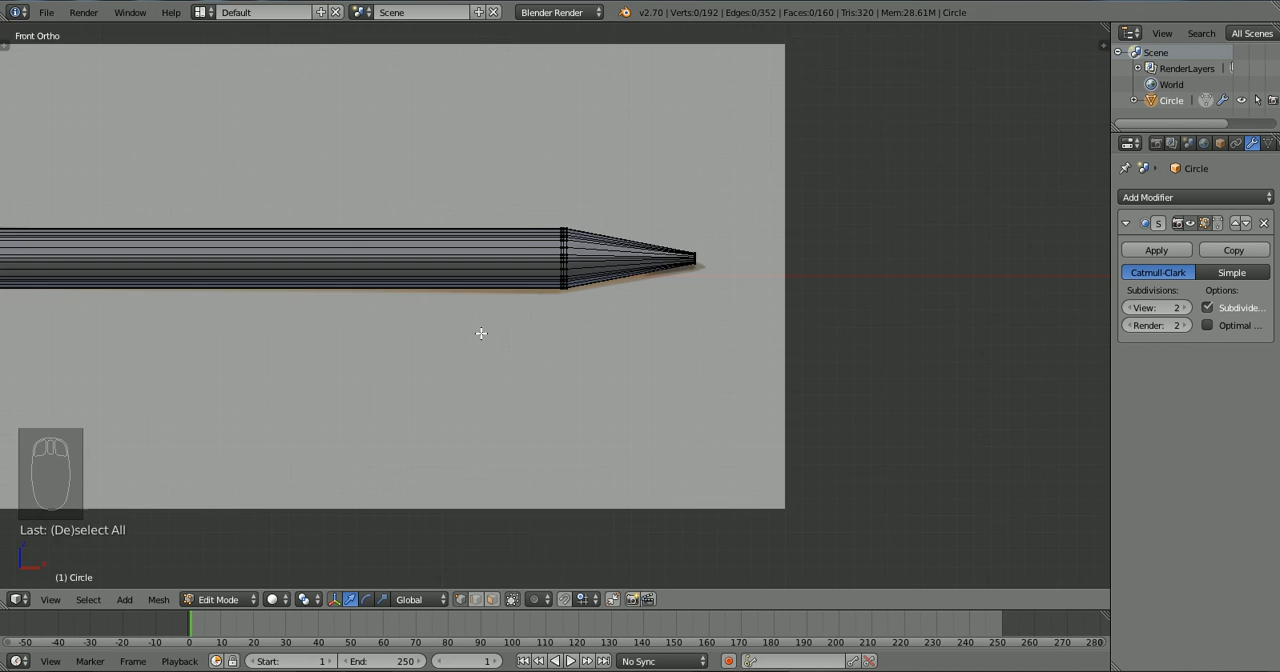 File Render Window Help Default Scene Blender Render v2.70 | Verts:0/192 | Edges:0/352 | Faces:0/160 | Tris:320 | Mem:28.61M | Circle
Front Ortho
View Search All Scenes
Scene
RenderLayers |
World
Circle |
Circle
Add Modifier
S
Apply Copy
Catmull-Clark Simple
Subdivisions: Options:
View: 2 Subdivide...
Render: 2 Optimal ...
Last: (De)select All
(1) Circle
View Select Add Mesh Edit Mode Global
-50 -40 -30 -20 -10 0 10 20 30 40 50 60 70 80 90 100 110 120 130 140 150 160 170 180 190 200 210 220 230 240 250 260 270 280
View Marker Frame Playback Start: 1 End: 250 1 No Sync